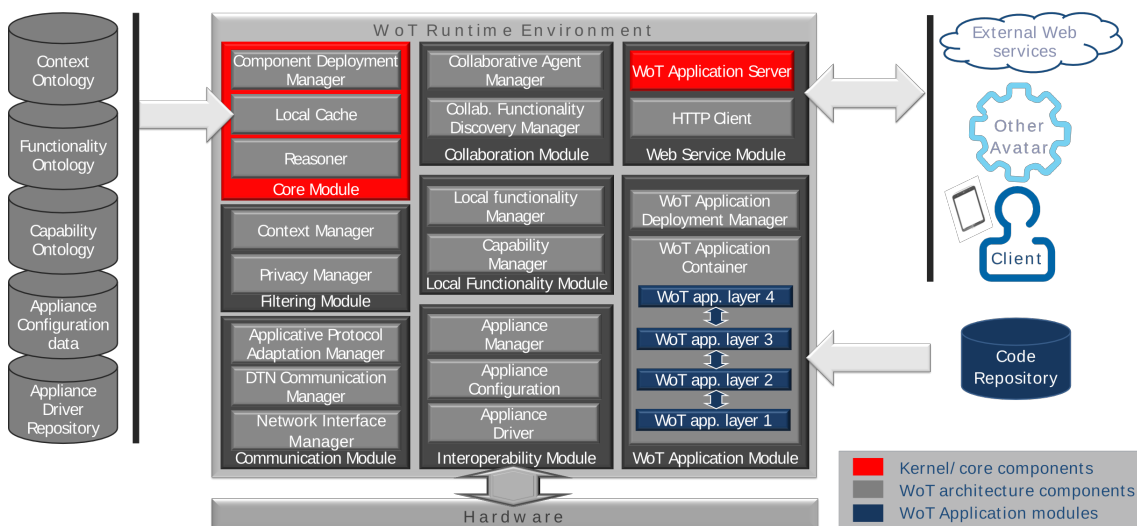 Context
Ontology
Functionality
Ontology
Capability
Ontology
Appliance
Configuration
data
Appliance
Driver
Repository
WoT Runtime Environment
Component Deployment
Manager
Local Cache
Reasoner
Core Module
Context Manager
Privacy Manager
Filtering Module
Applicative Protocol
Adaptation Manager
DTN Communication
Manager
Network Interface
Manager
Communication Module
Collaborative Agent
Manager
Collab. Functionality
Discovery Manager
Collaboration Module
Local functionality
Manager
Capability
Manager
Local Functionality Module
Appliance
Manager
Appliance
Configuration
Appliance
Driver
Interoperability Module
WoT Application Server
HTTP Client
Web Service Module
WoT Application
Deployment Manager
WoT Application
Container
WoT app. layer 4
WoT app. layer 3
WoT app. layer 2
WoT app. layer 1
WoT Application Module
Hardware
External Web
services
Other
Avatar
Client
Code
Repository
Kernel/ core components
WoT architecture components
WoT Application modules